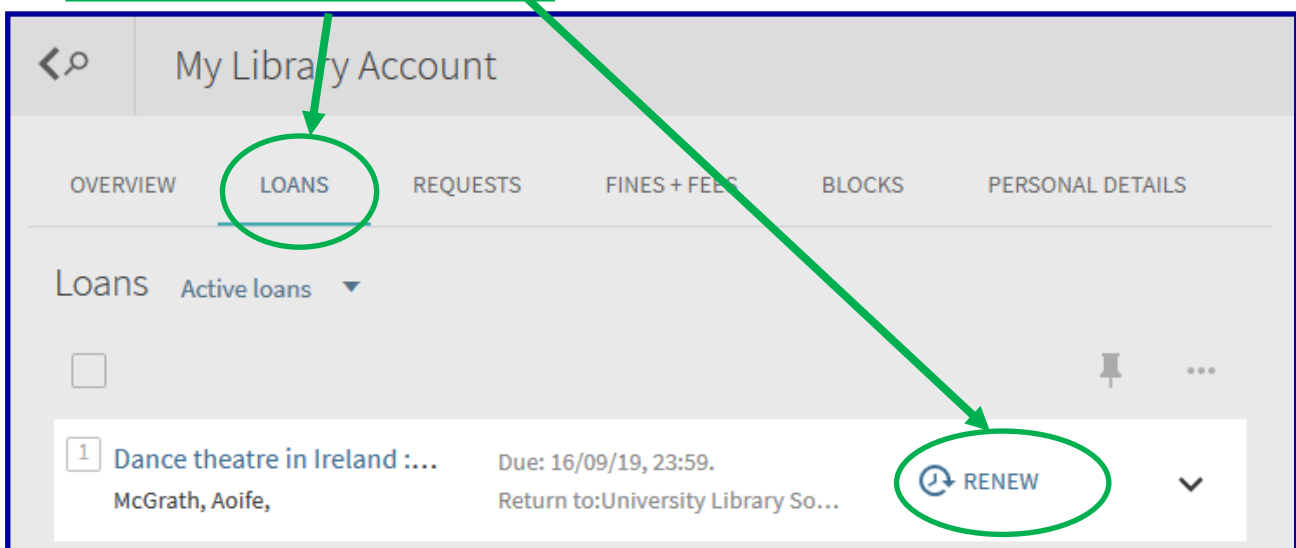 My Library Account
OVERVIEW LOANS REQUESTS FINES + FEES BLOCKS PERSONAL DETAILS
Loans Active loans
1 Dance theatre in Ireland :... Due: 16/09/19, 23:59. RENEW
McGrath, Aoife, Return to:University Library So...